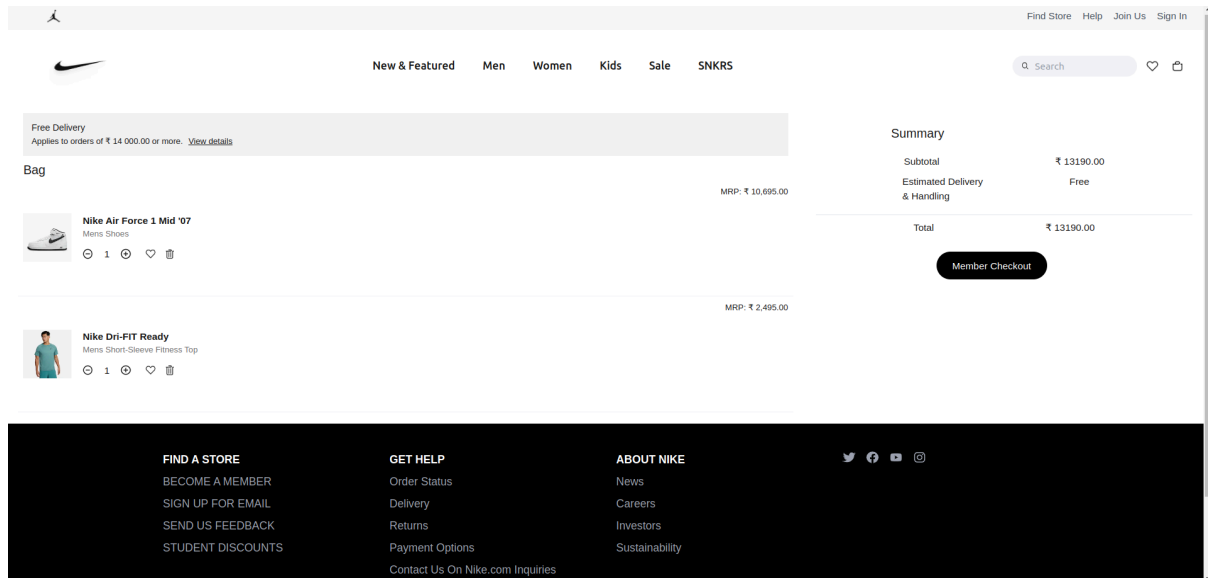 Find Store Help Join Us Sign In
New & Featured Men Women Kids Sale SNKRS
Search
Free Delivery
Applies to orders of ₹ 14 000.00 or more. View details
Bag
MRP: ₹ 10,695.00
Nike Air Force 1 Mid '07
Mens Shoes
1
MRP: ₹ 2,495.00
Nike Dri-FIT Ready
Mens Short-Sleeve Fitness Top
1
Summary
Subtotal ₹ 13190.00
Estimated Delivery Free
& Handling
Total ₹ 13190.00
Member Checkout
FIND A STORE
BECOME A MEMBER
SIGN UP FOR EMAIL
SEND US FEEDBACK
STUDENT DISCOUNTS
GET HELP
Order Status
Delivery
Returns
Payment Options
Contact Us On Nike.com Inquiries
ABOUT NIKE
News
Careers
Investors
Sustainability